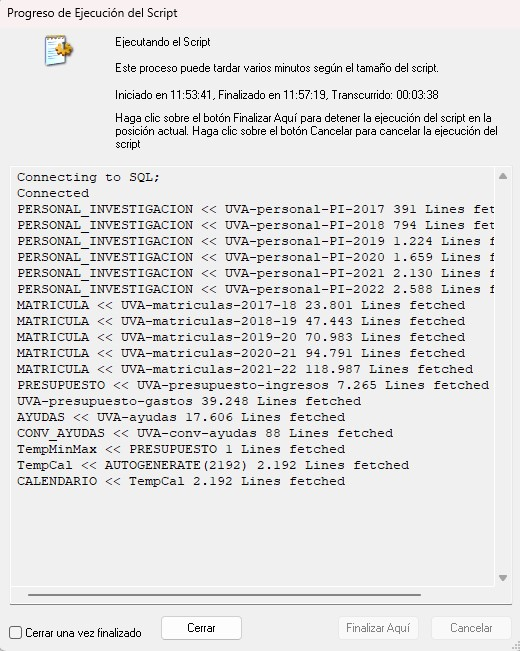 Progreso de Ejecución del Script
Ejecutando el Script
Este proceso puede tardar varios minutos según el tamaño del script.
Iniciado en 11:53:41, Finalizado en 11:57:19, Transcurrido: 00:03:38
Haga clic sobre el botón Finalizar Aquí para detener la ejecución del script en la
posición actual. Haga clic sobre el botón Cancelar para cancelar la ejecución del
script
Connecting to SQL;
Connected
PERSONAL_INVESTIGACION << UVA-personal-PI-2017 391 Lines fet
PERSONAL_INVESTIGACION << UVA-personal-PI-2018 794 Lines fet
PERSONAL_INVESTIGACION << UVA-personal-PI-2019 1.224 Lines f
PERSONAL_INVESTIGACION << UVA-personal-PI-2020 1.659 Lines f
PERSONAL_INVESTIGACION << UVA-personal-PI-2021 2.130 Lines f
PERSONAL_INVESTIGACION << UVA-personal-PI-2022 2.588 Lines f
MATRICULA << UVA-matriculas-2017-18 23.801 Lines fetched
MATRICULA << UVA-matriculas-2018-19 47.443 Lines fetched
MATRICULA << UVA-matriculas-2019-20 70.983 Lines fetched
MATRICULA << UVA-matriculas-2020-21 94.791 Lines fetched
MATRICULA << UVA-matriculas-2021-22 118.987 Lines fetched
PRESUPUESTO << UVA-presupuesto-ingresos 7.265 Lines fetched
UVA-presupuesto-gastos 39.248 Lines fetched
AYUDAS << UVA-ayudas 17.606 Lines fetched
CONV_AYUDAS << UVA-conv-ayudas 88 Lines fetched
TempMinMax << PRESUPUESTO 1 Lines fetched
TempCal << AUTOGENERATE(2192) 2.192 Lines fetched
CALENDARIO << TempCal 2.192 Lines fetched
Cerrar una vez finalizado
Cerrar
Finalizar Aquí
Cancelar